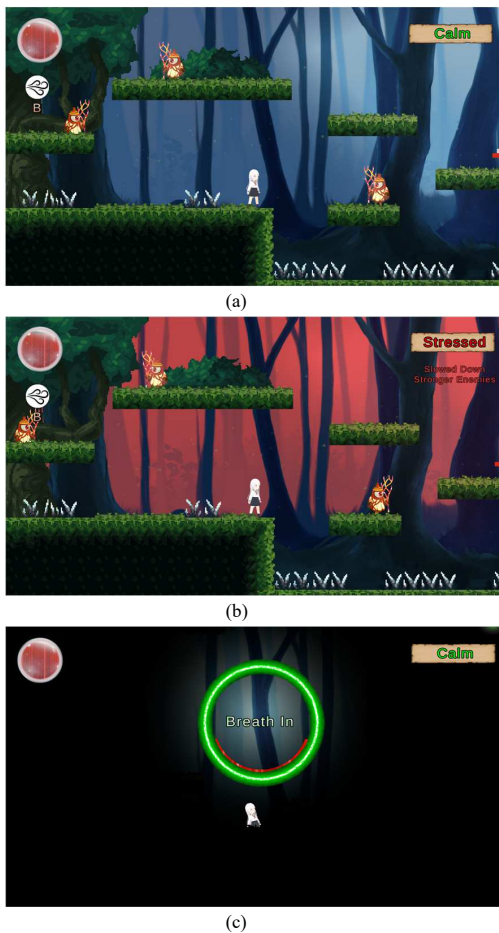 Calm
B
(a)
Stressed
Slowed Down
Stronger Enemies
B
(b)
Calm
Breath In
(c)